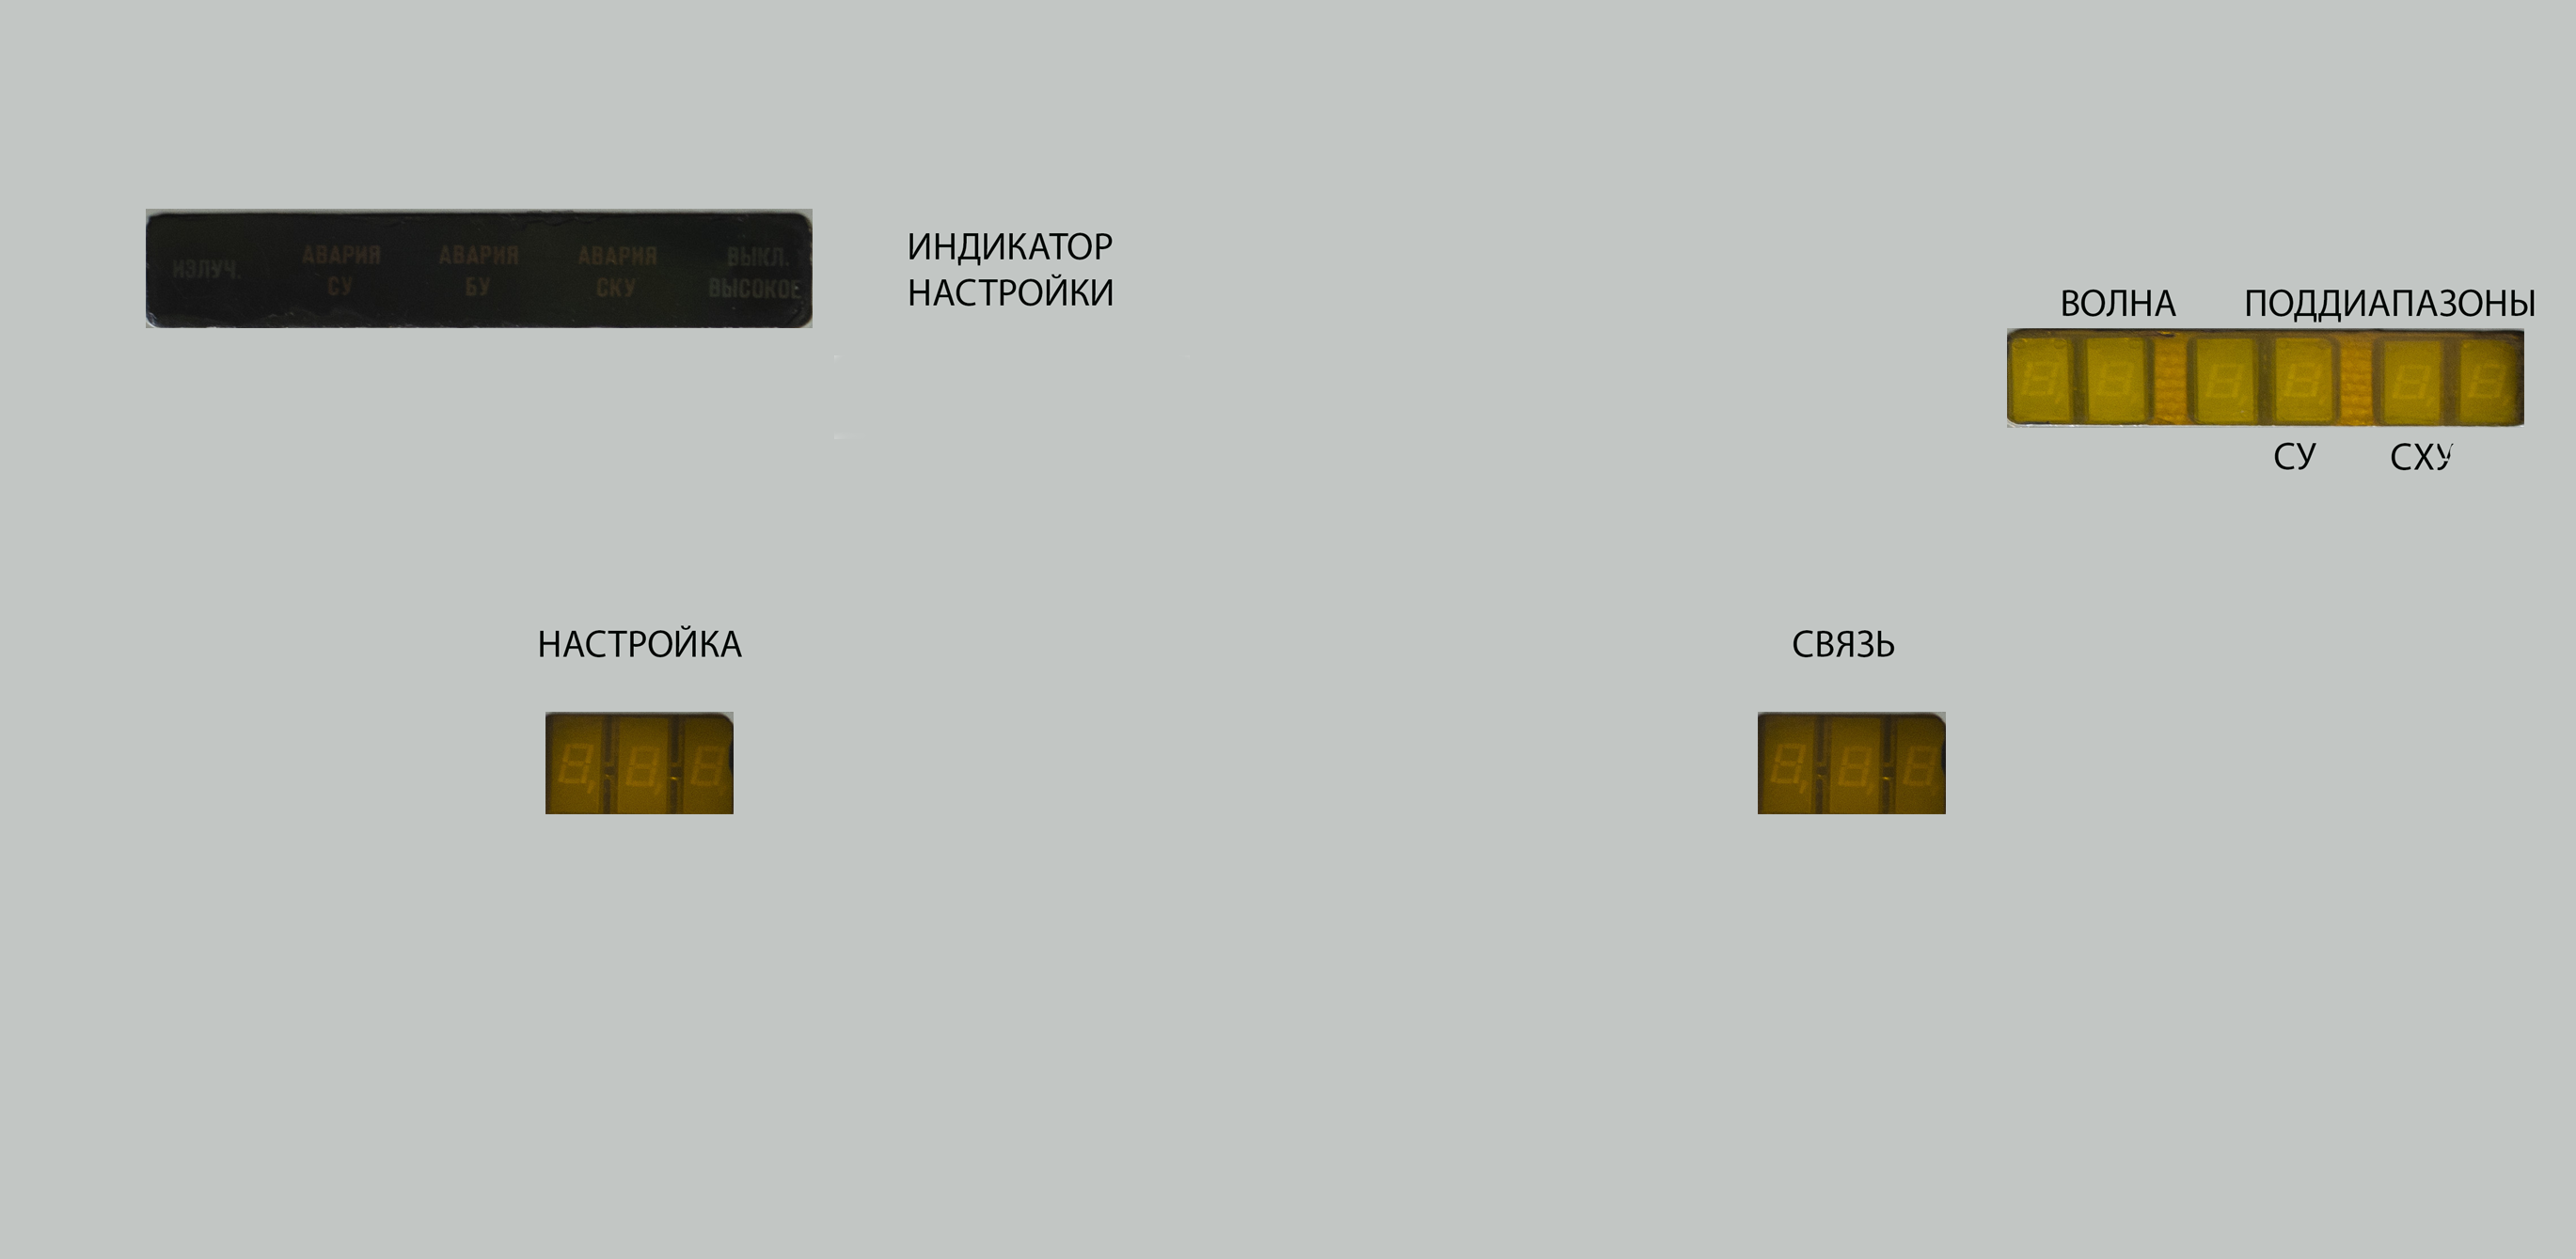 ИЗЛУЧ.
АВАРИЯ
СУ
АВАРИЯ
БУ
АВАРИЯ
СКУ
ВЫКЛ.
ВЫСОКОЕ
ИНДИКАТОР
НАСТРОЙКИ
ВОЛНА ПОДДИАПАЗОНЫ
СУ СХУ
НАСТРОЙКА СВЯЗЬ